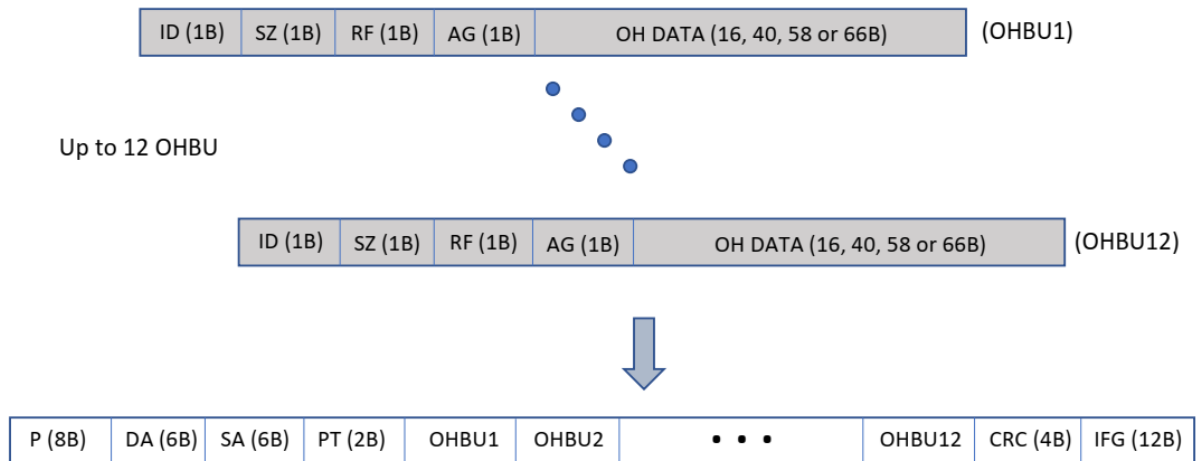 ID (1B) SZ (1B) RF (1B) AG (1B) OH DATA (16, 40, 58 or 66B) (OHBU1)
Up to 12 OHBU
ID (1B) SZ (1B) RF (1B) AG (1B) OH DATA (16, 40, 58 or 66B) (OHBU12)
P (8B) DA (6B) SA (6B) PT (2B) OHBU1 OHBU2 • • • OHBU12 CRC (4B) IFG (12B)